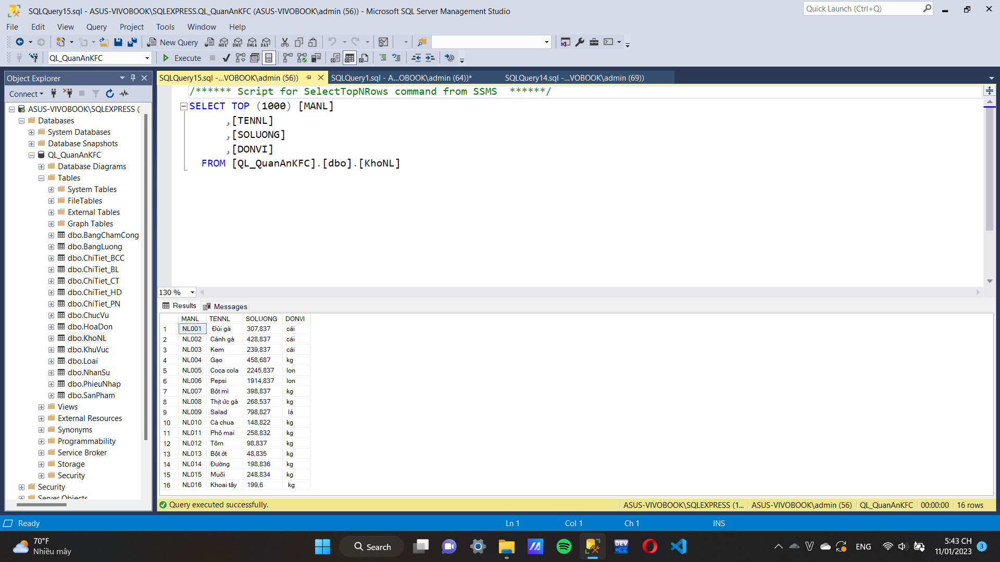 SQLQuery15.sql - ASUS-VIVOBOOK\SQLEXPRESS.QL_QuanAnKFC (ASUS-VIVOBOOK\admin (56)) - Microsoft SQL Server Management Studio
Quick Launch (Ctrl+Q)
File Edit View Query Project Tools Window Help
New Query
MDX DMX XMLA DAX
QL_QuanAnKFC
Execute
Object Explorer
SQLQuery15.sql -...VOBOOK\admin (56))
SQLQuery1.sql - A...OBOOK\admin (64))*
SQLQuery14.sql -...VOBOOK\admin (69))
Connect
ASUS-VIVOBOOK\SQLEXPRESS (
Databases
System Databases
Database Snapshots
QL_QuanAnKFC
Database Diagrams
Tables
System Tables
FileTables
External Tables
Graph Tables
dbo.BangChamCong
dbo.BangLuong
dbo.ChiTiet_BCC
dbo.ChiTiet_BL
dbo.ChiTiet_CT
dbo.ChiTiet_HD
dbo.ChiTiet_PN
dbo.ChucVu
dbo.HoaDon
dbo.KhoNL
dbo.KhuVuc
dbo.Loai
dbo.NhanSu
dbo.PhieuNhap
dbo.SanPham
Views
External Resources
Synonyms
Programmability
Service Broker
Storage
Security
Security
Server Objects
/****** Script for SelectTopNRows command from SSMS ******/
SELECT TOP (1000) [MANL]
,[TENNL]
,[SOLUONG]
,[DONVI]
FROM [QL_QuanAnKFC].[dbo].[KhoNL]
130 %
Results Messages
MANL TENNL SOLUONG DONVI
1 NL001 Đùi gà 307,837 cái
2 NL002 Cánh gà 428,837 cái
3 NL003 Kem 239,837 cái
4 NL004 Gạo 458,687 kg
5 NL005 Coca cola 2245,837 lon
6 NL006 Pepsi 1914,837 lon
7 NL007 Bột mì 398,837 kg
8 NL008 Thịt ức gà 268,537 kg
9 NL009 Salad 798,827 lá
10 NL010 Cà chua 148,822 kg
11 NL011 Phô mai 258,832 kg
12 NL012 Tôm 98,837 kg
13 NL013 Bột ớt 48,835 kg
14 NL014 Đường 198,836 kg
15 NL015 Muối 248,834 kg
16 NL016 Khoai tây 199,6 kg
Query executed successfully.
ASUS-VIVOBOOK\SQLEXPRESS (1... ASUS-VIVOBOOK\admin (56) QL_QuanAnKFC 00:00:00 16 rows
Ready Ln 1 Col 1 Ch 1 INS
70°F
Nhiều mây
Search
DEV C++
ENG
5:43 CH
11/01/2023
3